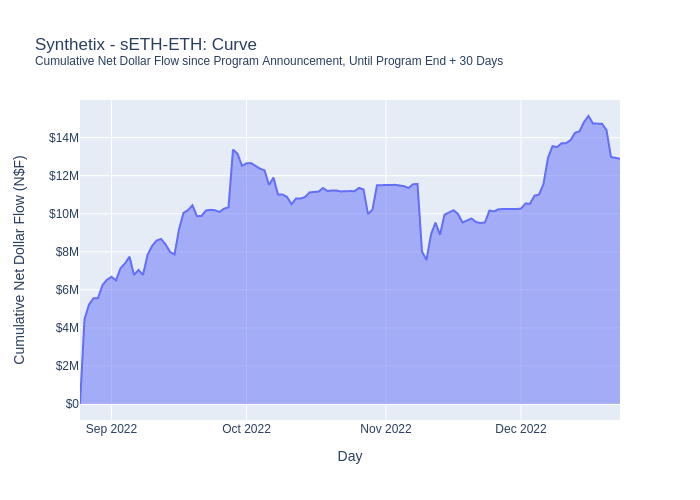 Synthetix - sETH-ETH: Curve
Cumulative Net Dollar Flow since Program Announcement, Until Program End + 30 Days
Cumulative Net Dollar Flow (N$F)
$14M
$12M
$10M
$8M
$6M
$4M
$2M
$0
Sep 2022
Oct 2022
Nov 2022
Dec 2022
Day